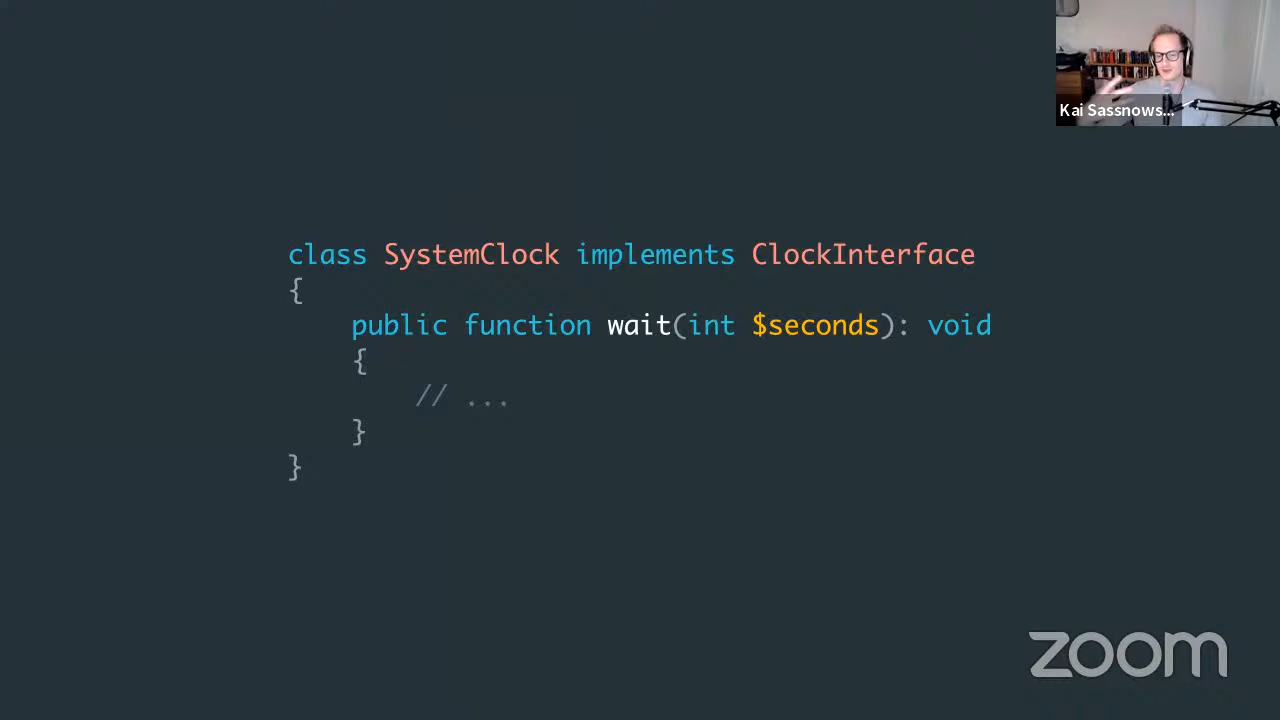 Kai Sassnows...
class SystemClock implements ClockInterface
{
public function wait(int $seconds): void
{
// ...
}
}
zoom